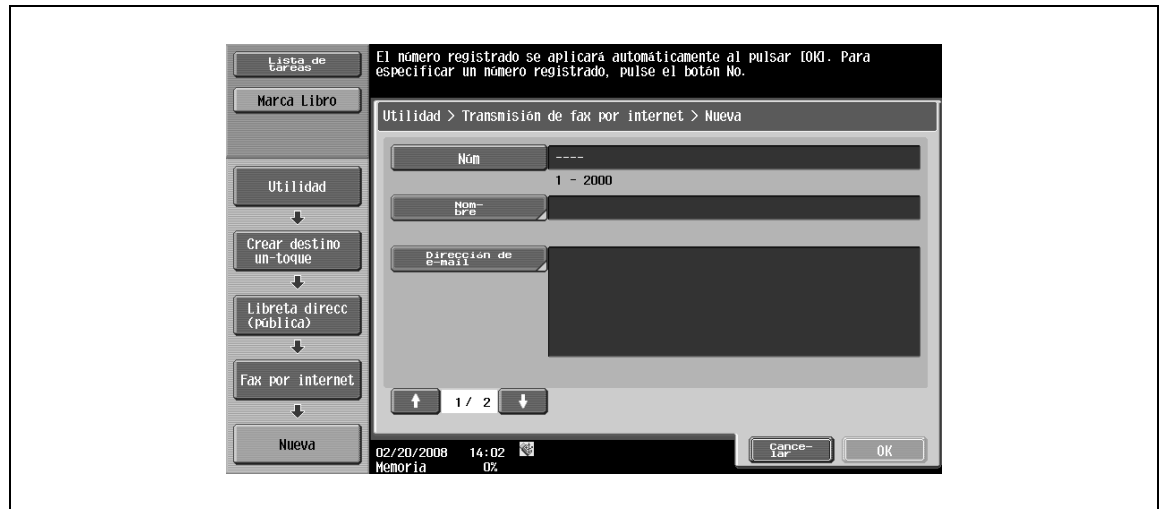 Lista de
tareas
Marca Libro
Utilidad
Crear destino
un-toque
Libreta direcc
(pública)
Fax por internet
Nueva
El número registrado se aplicará automáticamente al pulsar [OK]. Para
especificar un número registrado, pulse el botón No.
Utilidad > Transmisión de fax por internet > Nueva
Núm
----
1 - 2000
Nom-
bre
Dirección de
e-mail
1/ 2
02/20/2008 14:02
Memoria 0%
Cance-
lar
OK